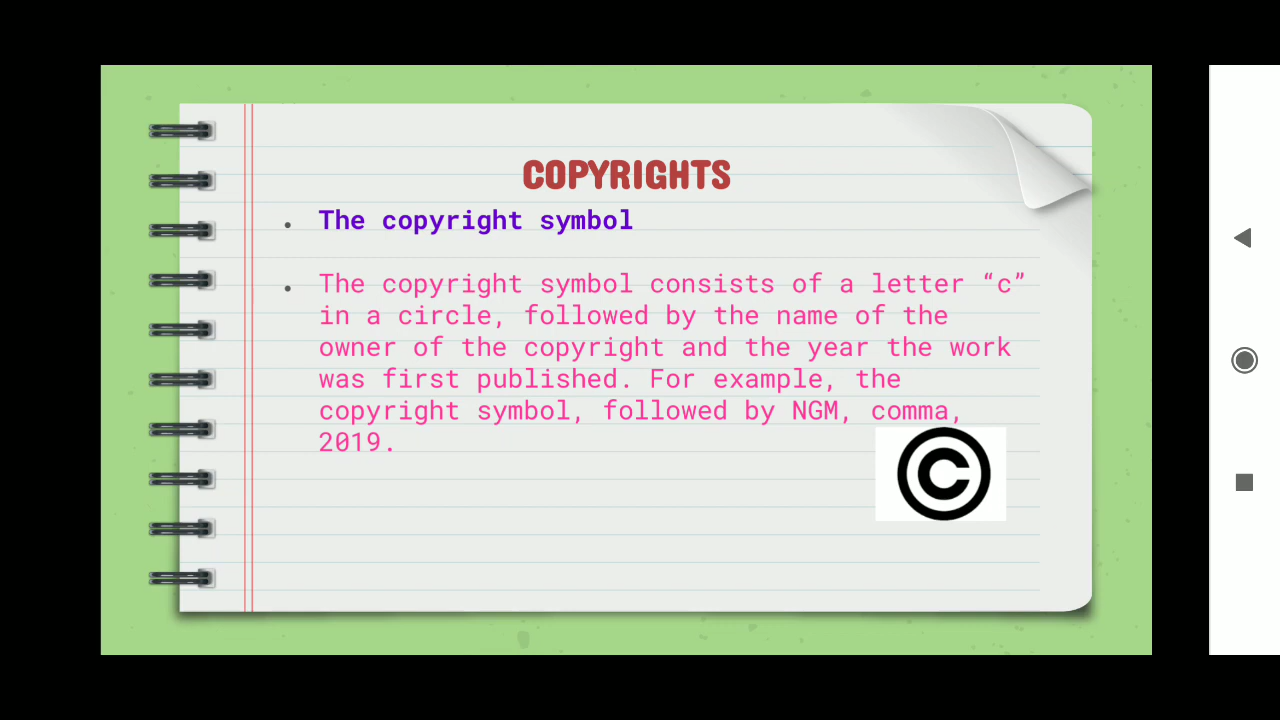 COPYRIGHTS
• The copyright symbol
• The copyright symbol consists of a letter “c”
in a circle, followed by the name of the
owner of the copyright and the year the work
was first published. For example, the
copyright symbol, followed by NGM, comma,
2019.
©